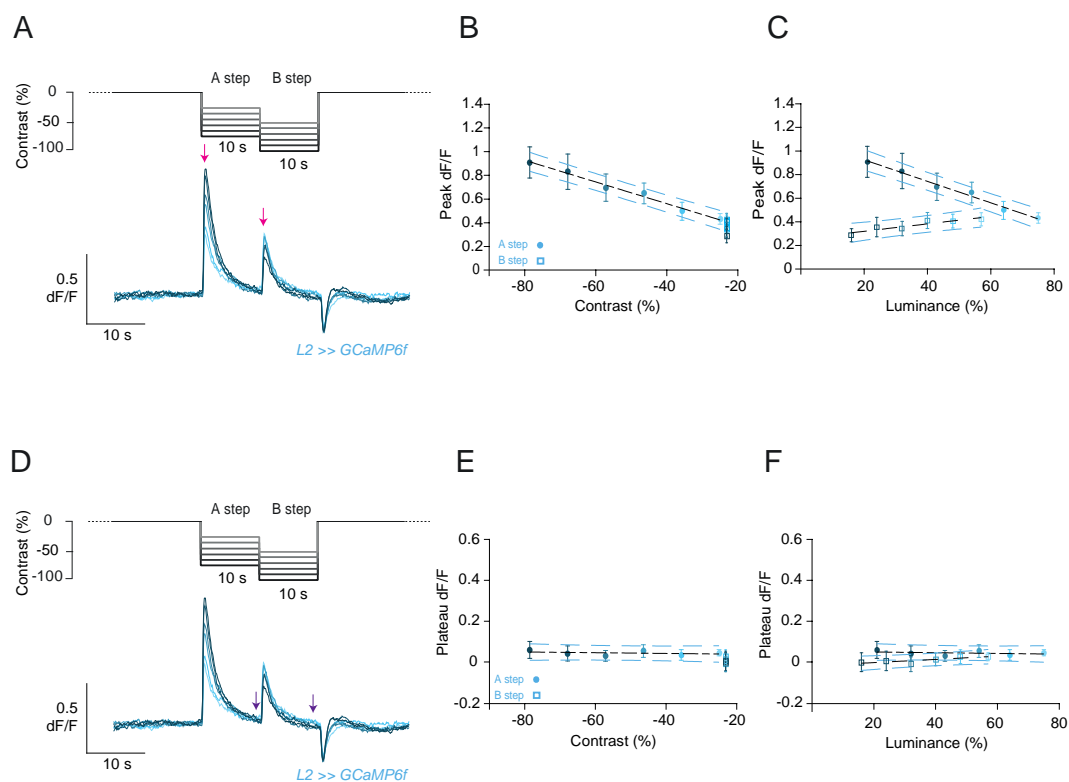 A
A step
B step
0
-50
-100
Contrast (%)
10 s
10 s
0.5
dF/F
10 s
L2 >> GCaMP6f
B
1.4
1.2
1
0.8
0.6
0.4
0.2
0
Peak dF/F
A step
B step
-80
-60
-40
-20
Contrast (%)
C
1.4
1.2
1
0.8
0.6
0.4
0.2
0
Peak dF/F
20
40
60
80
Luminance (%)
D
A step
B step
0
-50
-100
Contrast (%)
10 s
10 s
0.5
dF/F
10 s
L2 >> GCaMP6f
E
0.6
0.4
0.2
0
-0.2
Plateau dF/F
A step
B step
-80
-60
-40
-20
Contrast (%)
F
0.6
0.4
0.2
0
-0.2
Plateau dF/F
A step
B step
20
40
60
80
Luminance (%)